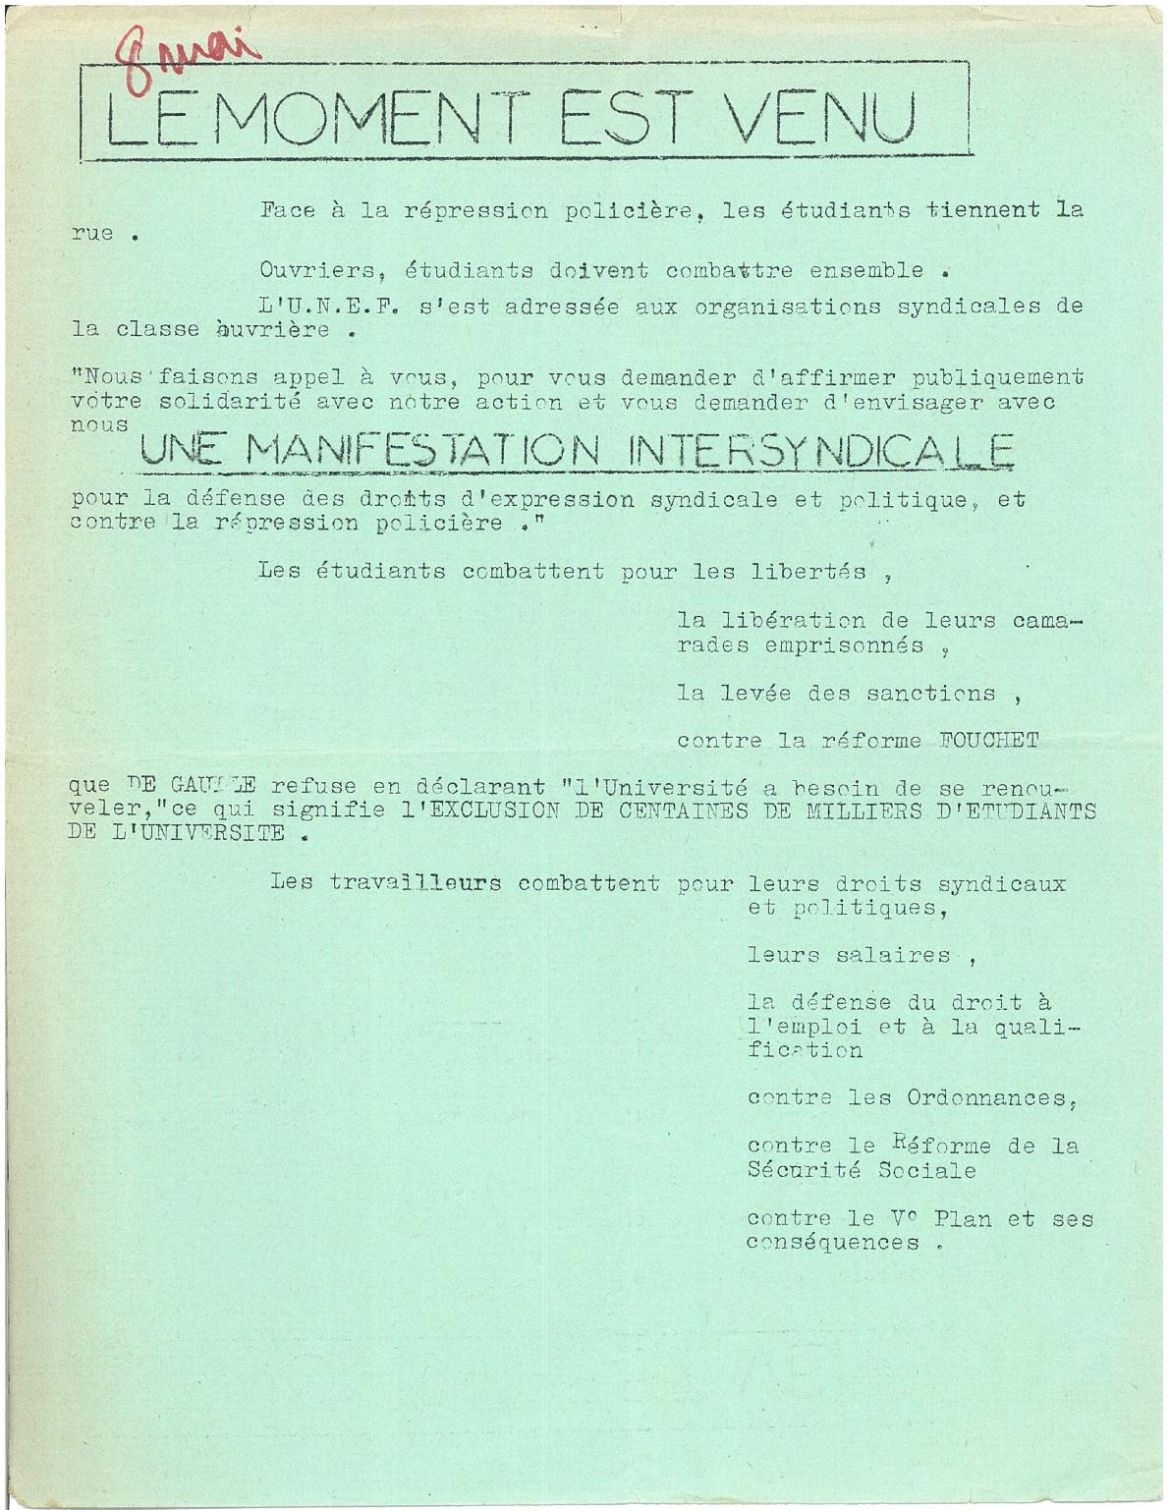 8 mai
LE MOMENT EST VENU
Face à la répression policière, les étudiants tiennent la
rue .
Ouvriers, étudiants doivent combattre ensemble .
L'U.N.E.F. s'est adressée aux organisations syndicales de
la classe ouvrière .
"Nous faisons appel à vous, pour vous demander d'affirmer publiquement
votre solidarité avec notre action et vous demander d'envisager avec
nous
UNE MANIFESTATION INTERSYNDICALE
pour la défense des droits d'expression syndicale et politique, et
contre la répression policière ."
Les étudiants combattent pour les libertés ,
la libération de leurs cama-
rades emprisonnés ,
la levée des sanctions ,
contre la réforme FOUCHET
que DE GAULLE refuse en déclarant "l'Université a besoin de se renou-
veler,"ce qui signifie l'EXCLUSION DE CENTAINES DE MILLIERS D'ETUDIANTS
DE L'UNIVERSITE .
Les travailleurs combattent pour leurs droits syndicaux
et politiques,
leurs salaires ,
la défense du droit à
l'emploi et à la quali-
fication
contre les Ordonnances,
contre le Réforme de la
Sécurité Sociale
contre le V° Plan et ses
conséquences .